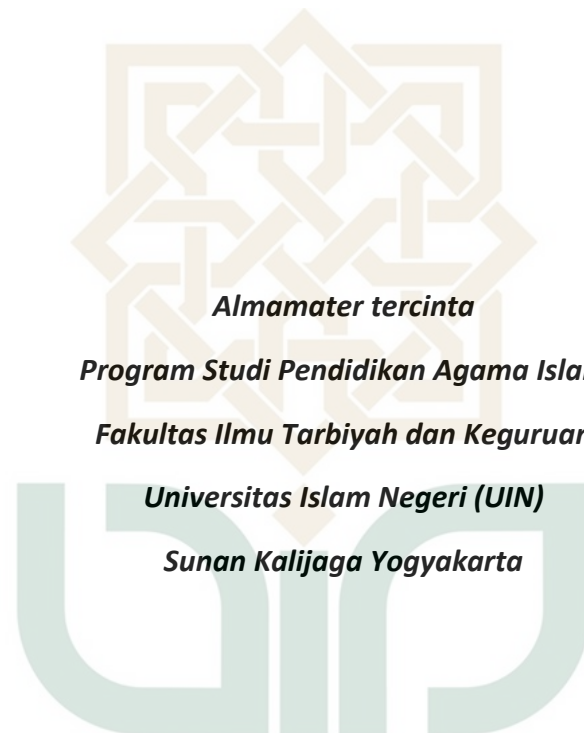 Almamater tercinta
Program Studi Pendidikan Agama Islam
Fakultas Ilmu Tarbiyah dan Keguruan
Universitas Islam Negeri (UIN)
Sunan Kalijaga Yogyakarta